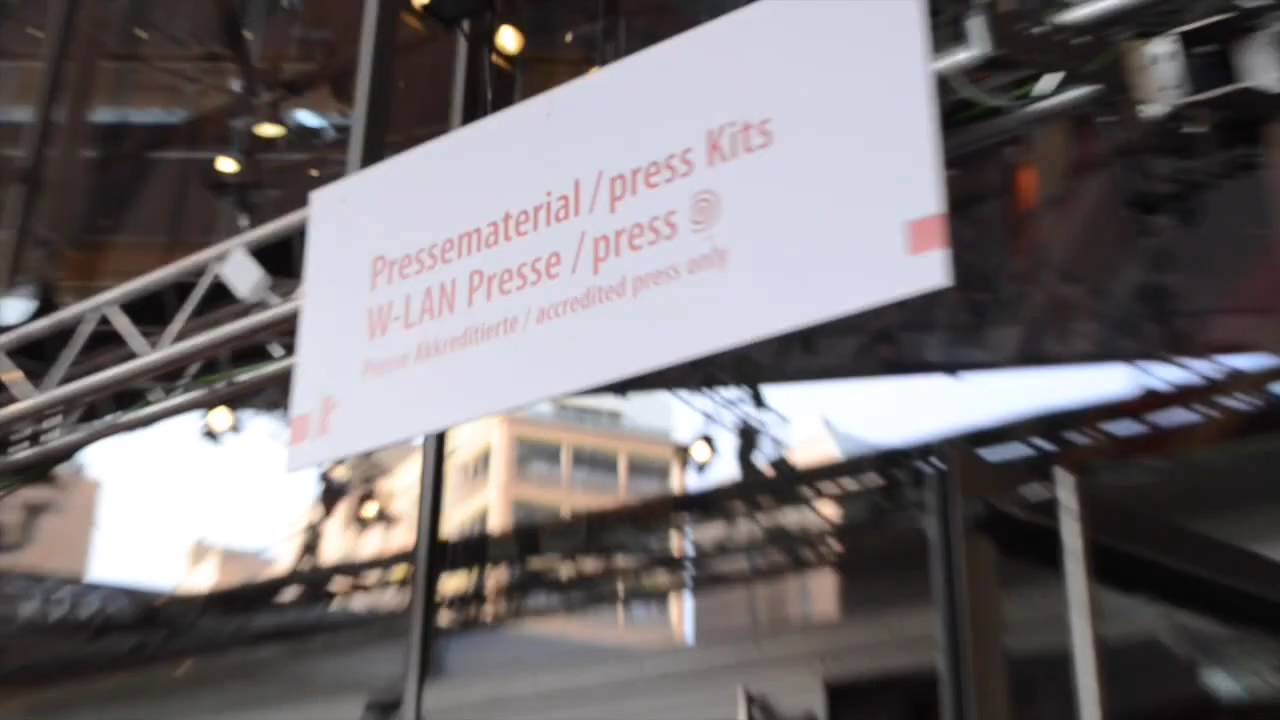 Pressematerial / press Kits
W-LAN Presse / press @
Presse Akkreditierte / accredited press only